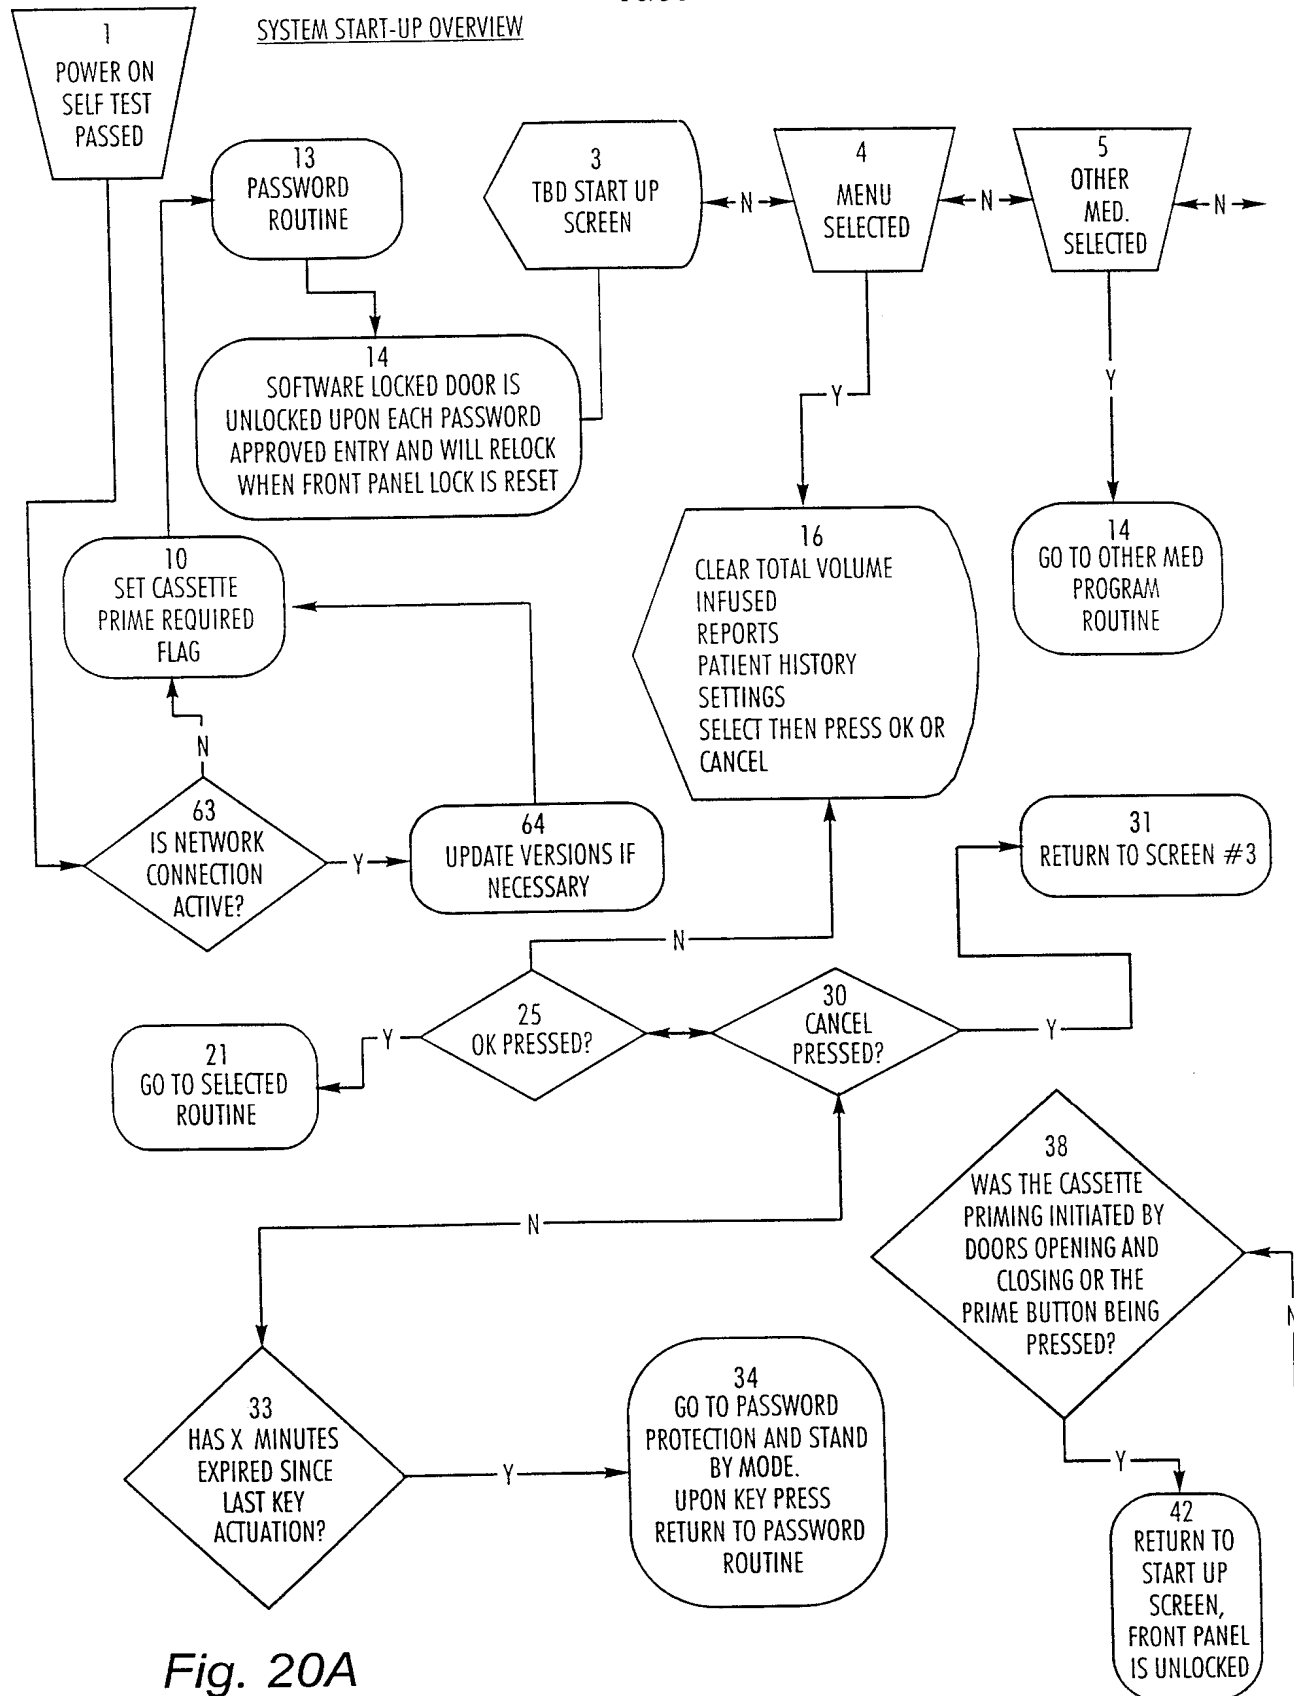 SYSTEM START-UP OVERVIEW
1
POWER ON
SELF TEST
PASSED
13
PASSWORD
ROUTINE
3
TBD START UP
SCREEN
N
4
MENU
SELECTED
N
5
OTHER
MED.
SELECTED
N
14
SOFTWARE LOCKED DOOR IS
UNLOCKED UPON EACH PASSWORD
APPROVED ENTRY AND WILL RELOCK
WHEN FRONT PANEL LOCK IS RESET
Y
Y
10
SET CASSETTE
PRIME REQUIRED
FLAG
16
CLEAR TOTAL VOLUME
INFUSED
REPORTS
PATIENT HISTORY
SETTINGS
SELECT THEN PRESS OK OR
CANCEL
14
GO TO OTHER MED
PROGRAM
ROUTINE
N
63
IS NETWORK
CONNECTION
ACTIVE?
Y
64
UPDATE VERSIONS IF
NECESSARY
31
RETURN TO SCREEN #3
N
25
OK PRESSED?
30
CANCEL
PRESSED?
Y
Y
21
GO TO SELECTED
ROUTINE
N
38
WAS THE CASSETTE
PRIMING INITIATED BY
DOORS OPENING AND
CLOSING OR THE
PRIME BUTTON BEING
PRESSED?
N
33
HAS X MINUTES
EXPIRED SINCE
LAST KEY
ACTUATION?
Y
34
GO TO PASSWORD
PROTECTION AND STAND
BY MODE.
UPON KEY PRESS
RETURN TO PASSWORD
ROUTINE
Y
42
RETURN TO
START UP
SCREEN,
FRONT PANEL
IS UNLOCKED
Fig. 20A